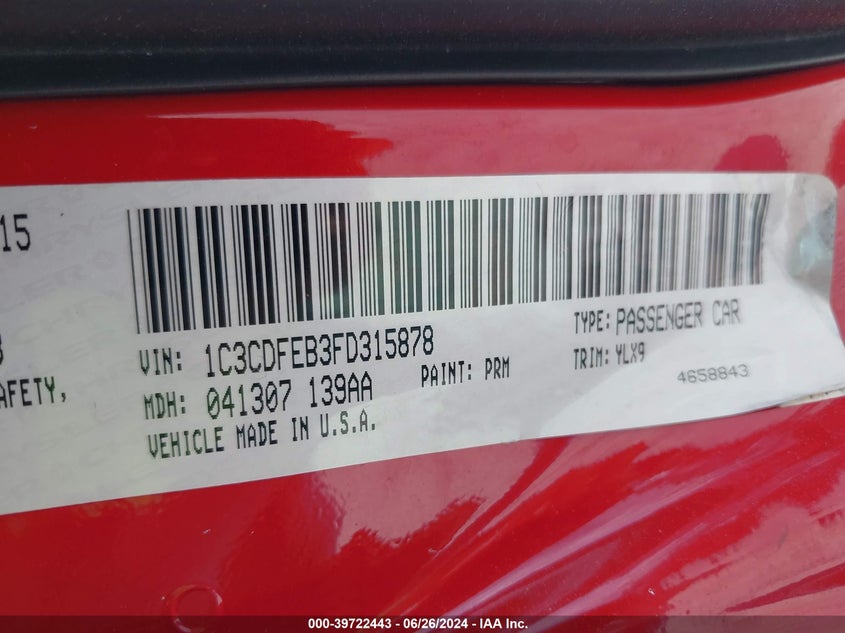 15
VIN: 1C3CDFEB3FD315878
TYPE: PASSENGER CAR
AFETY,
MDH: 041307 139AA
PAINT: PRM
TRIM: YLX9
4658843
VEHICLE MADE IN U.S.A.
000-39722443 - 06/26/2024 - IAA Inc.